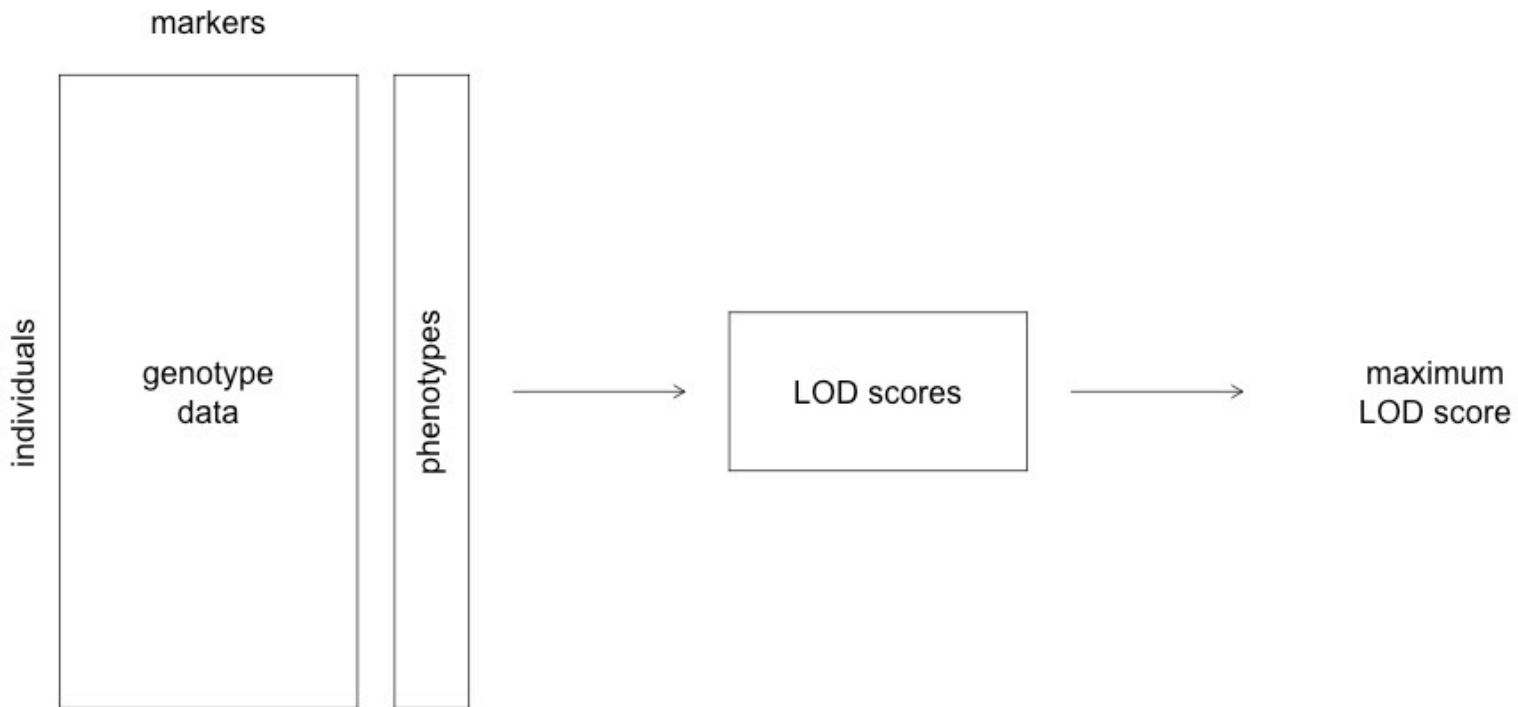 markers
individuals
genotype
data
phenotypes
LOD scores
maximum
LOD score